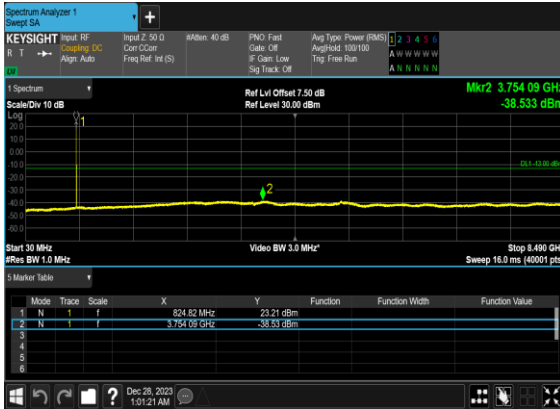 Spectrum Analyzer 1
Swept SA
KEYSIGHT Input: RF Input Z: 50 Ω #Atten: 40 dB PNO: Fast Avg Type: Power (RMS) 1 2 3 4 5 6
R T Coupling: DC Corr CCorr Gate: Off Avg|Hold: 100/100 A W W W W W
Align: Auto Freq Ref: Int (S) IF Gain: Low Trig: Free Run
Sig Track: Off A N N N N N
1 Spectrum
Ref Lvl Offset 7.50 dB Mkr2 3.754 09 GHz
Scale/Div 10 dB Ref Level 30.00 dBm -38.533 dBm
Log
1
20.0
10.0
0.00
-10.0
DL1 -13.00 dBm
-20.0
-30.0
2
-40.0
-50.0
-60.0
Start 30 MHz Video BW 3.0 MHz* Stop 8.490 GH
#Res BW 1.0 MHz Sweep 16.0 ms (40001 pts
5 Marker Table
Mode Trace Scale X Y Function Function Width Function Value
1 N 1 f 824.82 MHz 23.21 dBm
2 N 1 f 3.754 09 GHz -38.53 dBm
3
4
5
6
Dec 28, 2023
1:01:21 AM